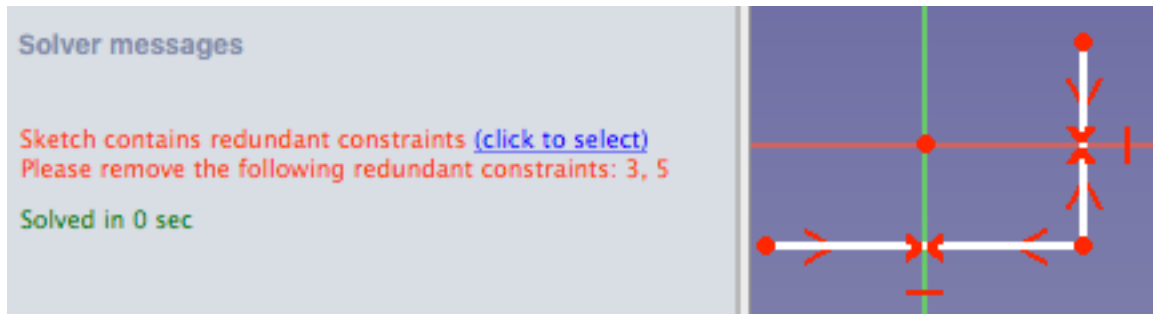 Solver messages
Sketch contains redundant constraints (click to select)
Please remove the following redundant constraints: 3, 5
Solved in 0 sec